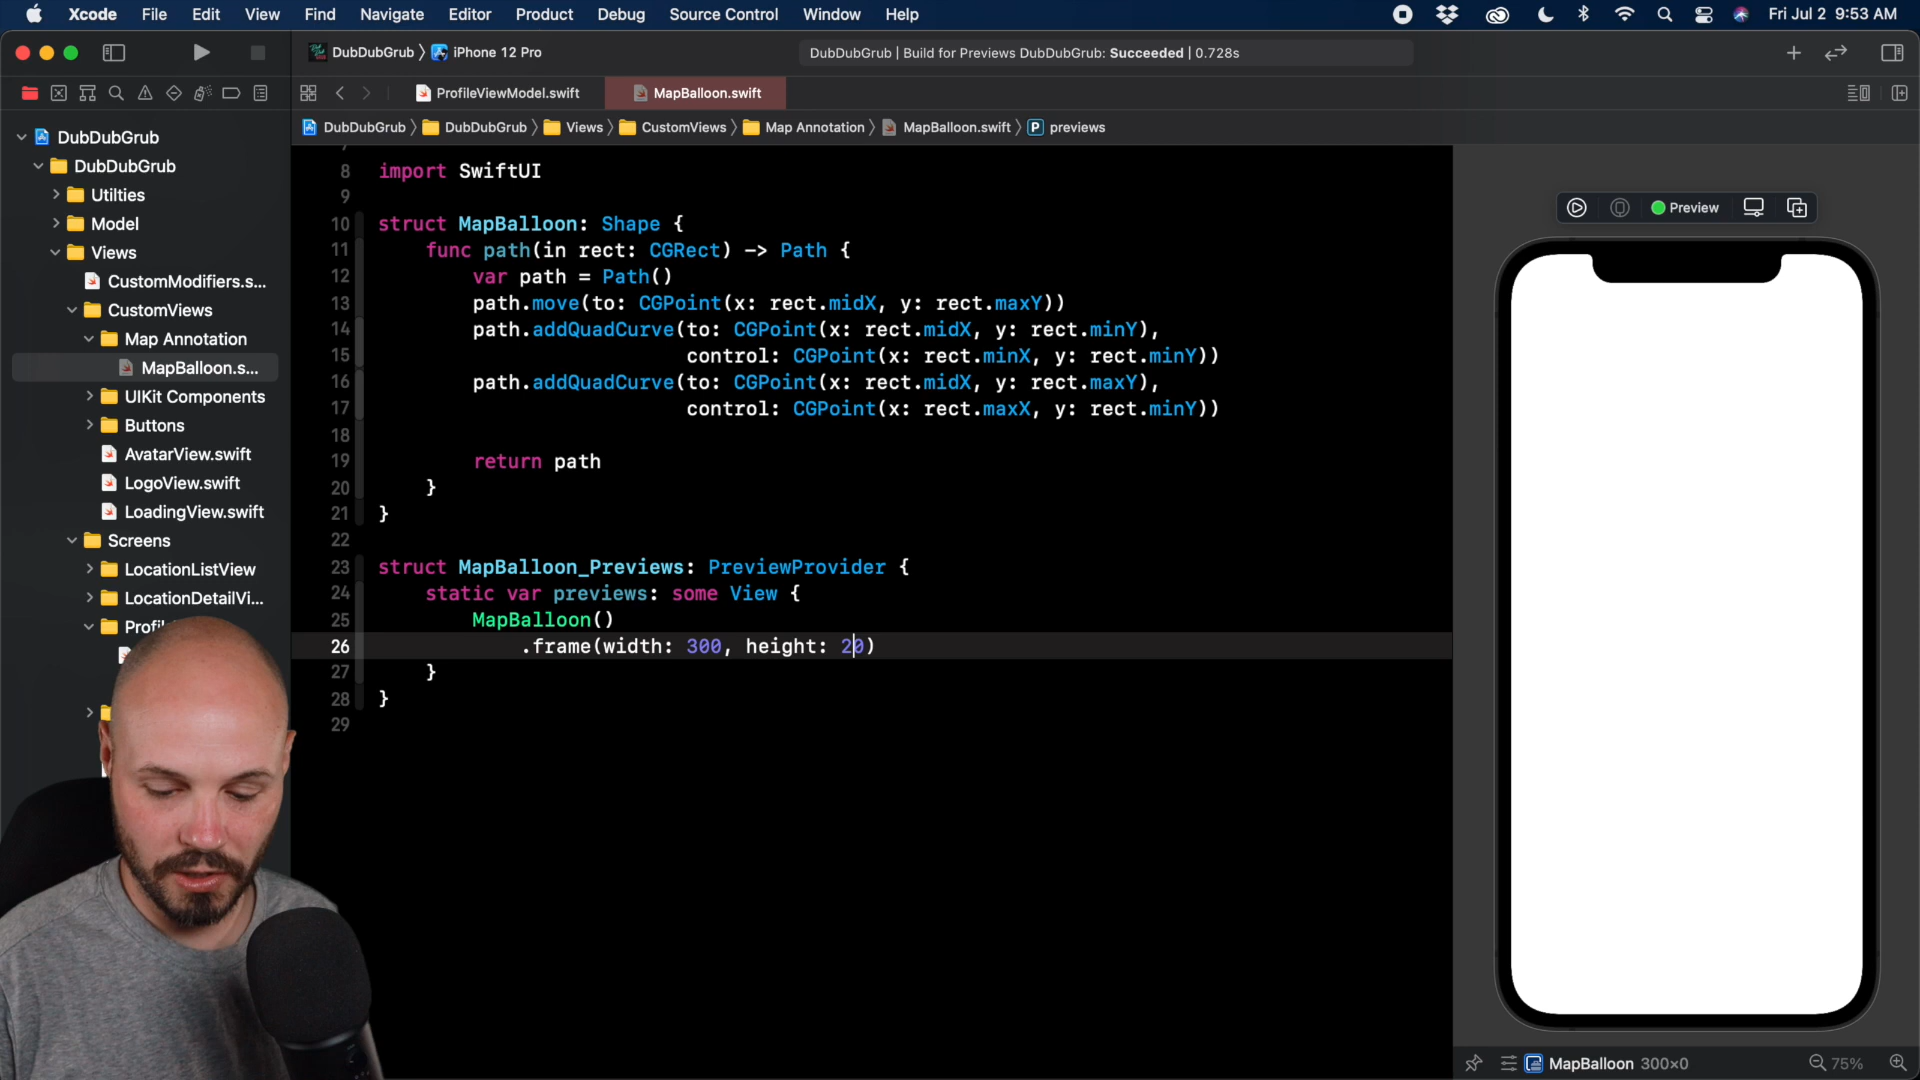 Xcode File Edit View Find Navigate Editor Product Debug Source Control Window Help Fri Jul 2 9:53 AM
DubDubGrub iPhone 12 Pro DubDubGrub | Build for Previews DubDubGrub: Succeeded | 0.728s
ProfileViewModel.swift MapBalloon.swift
DubDubGrub DubDubGrub Views CustomViews Map Annotation MapBalloon.swift P previews
DubDubGrub
DubDubGrub
Utilties
Model
Views
CustomModifiers.s...
CustomViews
Map Annotation
MapBalloon.s...
UIKit Components
Buttons
AvatarView.swift
LogoView.swift
LoadingView.swift
Screens
LocationListView
LocationDetailVi...
Profil
8 import SwiftUI
9
10 struct MapBalloon: Shape {
11 func path(in rect: CGRect) -> Path {
12 var path = Path()
13 path.move(to: CGPoint(x: rect.midX, y: rect.maxY))
14 path.addQuadCurve(to: CGPoint(x: rect.midX, y: rect.minY),
15 control: CGPoint(x: rect.minX, y: rect.minY))
16 path.addQuadCurve(to: CGPoint(x: rect.midX, y: rect.maxY),
17 control: CGPoint(x: rect.maxX, y: rect.minY))
18
19 return path
20 }
21 }
22
23 struct MapBalloon_Previews: PreviewProvider {
24 static var previews: some View {
25 MapBalloon()
26 .frame(width: 300, height: 20)
27 }
28 }
29
Preview
MapBalloon 300×0 75%